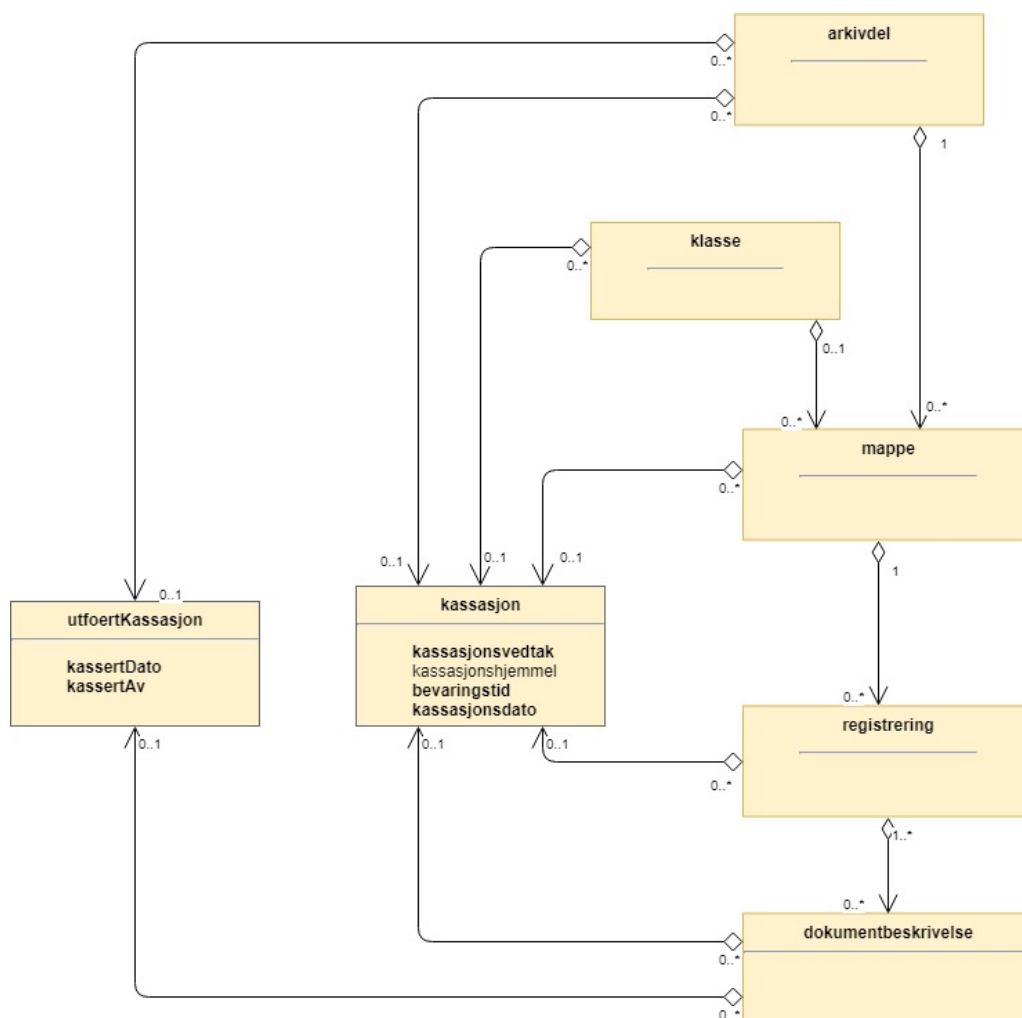 arkivdel
0..*
0..*
1
klasse
0..*
0..1
0..*
0..*
mappe
0..*
1
0..1
0..1
0..1
0..1
utfoertKassasjon
kassertDato
kassertAv
kassasjon
kassasjonsvedtak
kassasjonshjemmel
bevaringstid
kassasjonsdato
0..*
registrering
0..1
0..1
0..1
0..*
1..*
0..*
dokumentbeskrivelse
0..*
0..*